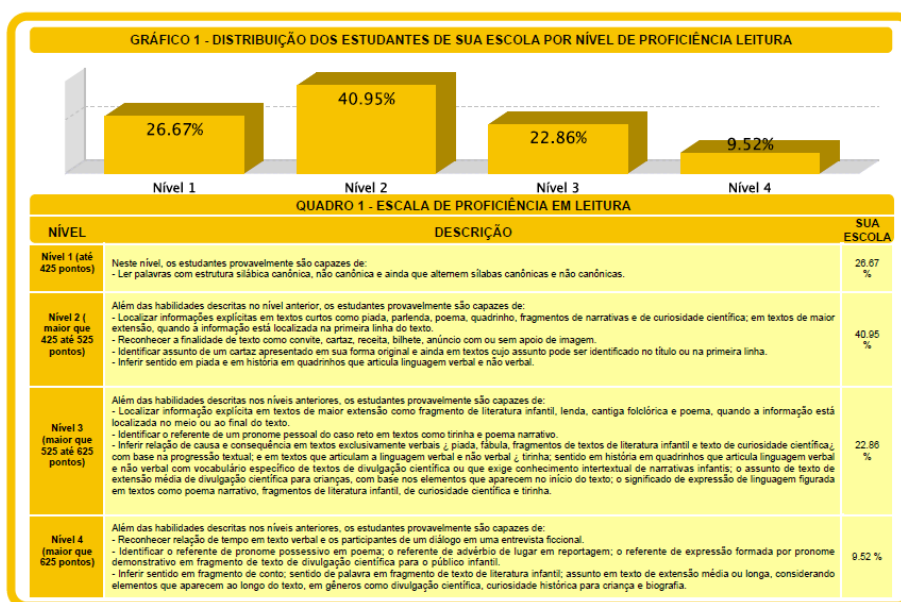 GRÁFICO 1 - DISTRIBUIÇÃO DOS ESTUDANTES DE SUA ESCOLA POR NÍVEL DE PROFICIÊNCIA LEITURA
26.67%
40.95%
22.86%
9.52%
Nível 1
Nível 2
Nível 3
Nível 4
QUADRO 1 - ESCALA DE PROFICIÊNCIA EM LEITURA
NÍVEL
DESCRIÇÃO
SUA
ESCOLA
Nível 1 (até
425 pontos)
Neste nível, os estudantes provavelmente são capazes de:
- Ler palavras com estrutura silábica canônica, não canônica e ainda que alternem sílabas canônicas e não canônicas.
26.67
%
Nível 2 (
maior que
425 até 525
pontos)
Além das habilidades descritas no nível anterior, os estudantes provavelmente são capazes de:
- Localizar informações explícitas em textos curtos como piada, parlenda, poema, quadrinho, fragmentos de narrativas e de curiosidade científica; em textos de maior
extensão, quando a informação está localizada na primeira linha do texto.
- Reconhecer a finalidade de texto como convite, cartaz, receita, bilhete, anúncio com ou sem apoio de imagem.
- Identificar assunto de um cartaz apresentado em sua forma original e ainda em textos cujo assunto pode ser identificado no título ou na primeira linha.
- Inferir sentido em piada e em história em quadrinhos que articula linguagem verbal e não verbal.
40.95
%
Nível 3
(maior que
525 até 625
pontos)
Além das habilidades descritas nos níveis anteriores, os estudantes provavelmente são capazes de:
- Localizar informação explícita em textos de maior extensão como fragmento de literatura infantil, lenda, cantiga folclórica e poema, quando a informação está
localizada no meio ou ao final do texto.
- Identificar o referente de um pronome pessoal do caso reto em textos como tirinha e poema narrativo.
- Inferir relação de causa e consequência em textos exclusivamente verbais ¿ piada, fábula, fragmentos de textos de literatura infantil e texto de curiosidade científica¿
com base na progressão textual; e em textos que articulam a linguagem verbal e não verbal ¿ tirinha; sentido em história em quadrinhos que articula linguagem verbal
e não verbal com vocabulário específico de textos de divulgação científica ou que exige conhecimento intertextual de narrativas infantis; o assunto de texto de
extensão média de divulgação científica para crianças, com base nos elementos que aparecem no início do texto; o significado de expressão de linguagem figurada
em textos como poema narrativo, fragmentos de literatura infantil, de curiosidade científica e tirinha.
22.86
%
Nível 4
(maior que
625 pontos)
Além das habilidades descritas nos níveis anteriores, os estudantes provavelmente são capazes de:
- Reconhecer relação de tempo em texto verbal e os participantes de um diálogo em uma entrevista ficcional.
- Identificar o referente de pronome possessivo em poema; o referente de advérbio de lugar em reportagem; o referente de expressão formada por pronome
demonstrativo em fragmento de texto de divulgação científica para o público infantil.
- Inferir sentido em fragmento de conto; sentido de palavra em fragmento de texto de literatura infantil; assunto em texto de extensão média ou longa, considerando
elementos que aparecem ao longo do texto, em gêneros como divulgação científica, curiosidade histórica para criança e biografia.
9.52 %